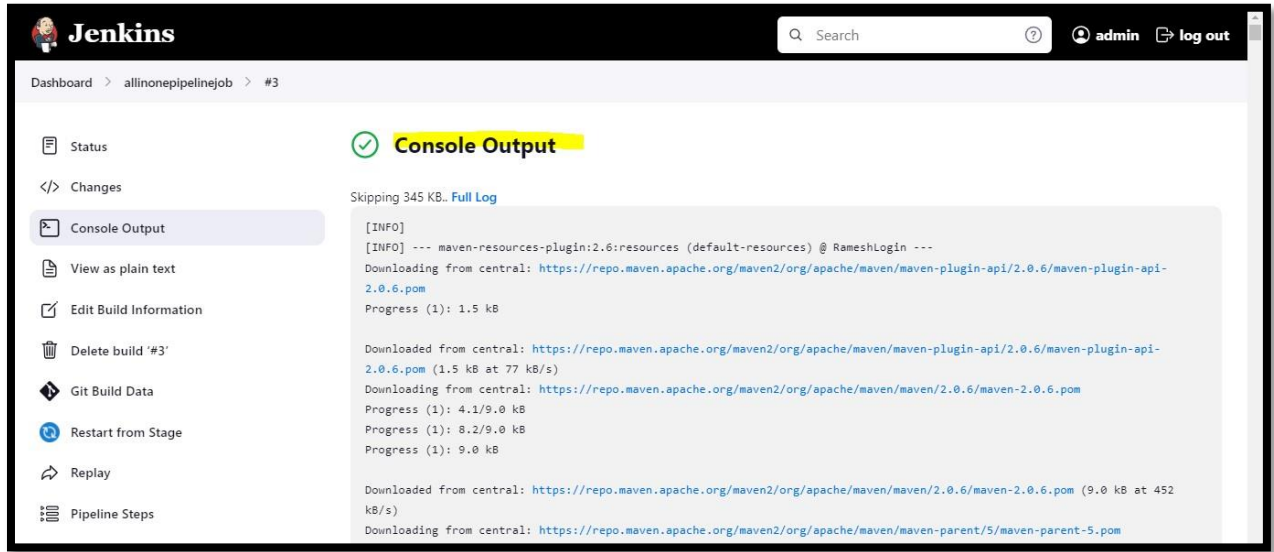 Jenkins
Search
admin
log out
Dashboard > allinonepipelinejob > #3
Status
Changes
Console Output
View as plain text
Edit Build Information
Delete build '#3'
Git Build Data
Restart from Stage
Replay
Pipeline Steps
Console Output
Skipping 345 KB.. Full Log
[INFO]
[INFO] --- maven-resources-plugin:2.6:resources (default-resources) @ RameshLogin ---
Downloading from central: https://repo.maven.apache.org/maven2/org/apache/maven/maven-plugin-api/2.0.6/maven-plugin-api-
2.0.6.pom
Progress (1): 1.5 kB
Downloaded from central: https://repo.maven.apache.org/maven2/org/apache/maven/maven-plugin-api/2.0.6/maven-plugin-api-
2.0.6.pom (1.5 kB at 77 kB/s)
Downloading from central: https://repo.maven.apache.org/maven2/org/apache/maven/maven/2.0.6/maven-2.0.6.pom
Progress (1): 4.1/9.0 kB
Progress (1): 8.2/9.0 kB
Progress (1): 9.0 kB
Downloaded from central: https://repo.maven.apache.org/maven2/org/apache/maven/maven/2.0.6/maven-2.0.6.pom (9.0 kB at 452
kB/s)
Downloading from central: https://repo.maven.apache.org/maven2/org/apache/maven/maven-parent/5/maven-parent-5.pom